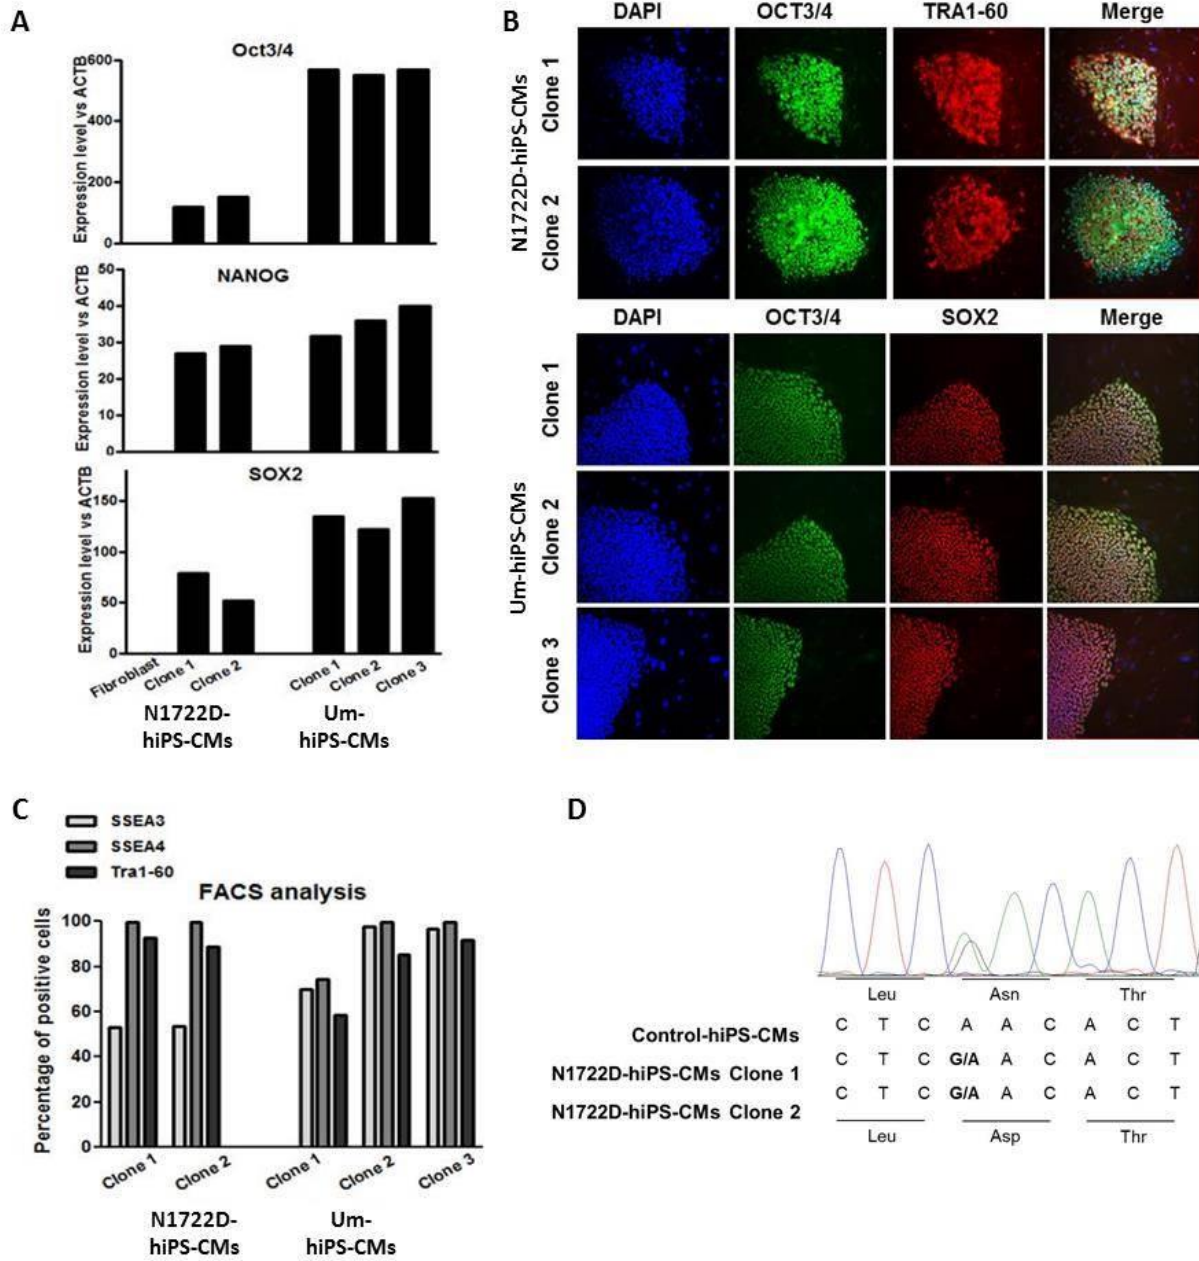 A
Oct3/4
Expression level vs ACTB
600
400
200
0
NANOG
Expression level vs ACTB
50
40
30
20
10
0
SOX2
Expression level vs ACTB
150
100
50
0
Fibroblast
Clone 1
Clone 2
Clone 1
Clone 2
Clone 3
N1722D-
hiPS-CMs
Um-
hiPS-CMs
B
DAPI OCT3/4 TRA1-60 Merge
N1722D-hiPS-CMs
Clone 1
Clone 2
DAPI OCT3/4 SOX2 Merge
Um-hiPS-CMs
Clone 1
Clone 2
Clone 3
C
SSEA3
SSEA4
Tra1-60
FACS analysis
Percentage of positive cells
100
80
60
40
20
0
Clone 1
Clone 2
Clone 1
Clone 2
Clone 3
N1722D-
hiPS-CMs
Um-
hiPS-CMs
D
Leu Asn Thr
Control-hiPS-CMs C T C A A C A C T
N1722D-hiPS-CMs Clone 1 C T C G/A A C A C T
N1722D-hiPS-CMs Clone 2 C T C G/A A C A C T
Leu Asp Thr